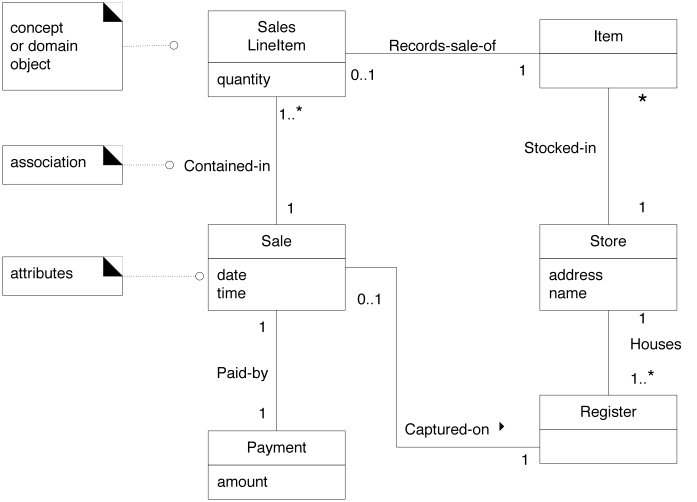 concept
or domain
object
Sales
LineItem
quantity
Records-sale-of
0..1
1
Item
1..*
*
association
Contained-in
Stocked-in
1
1
attributes
Sale
date
time
0..1
Store
address
name
1
1
Houses
Paid-by
1..*
1
Captured-on
Register
1
Payment
amount